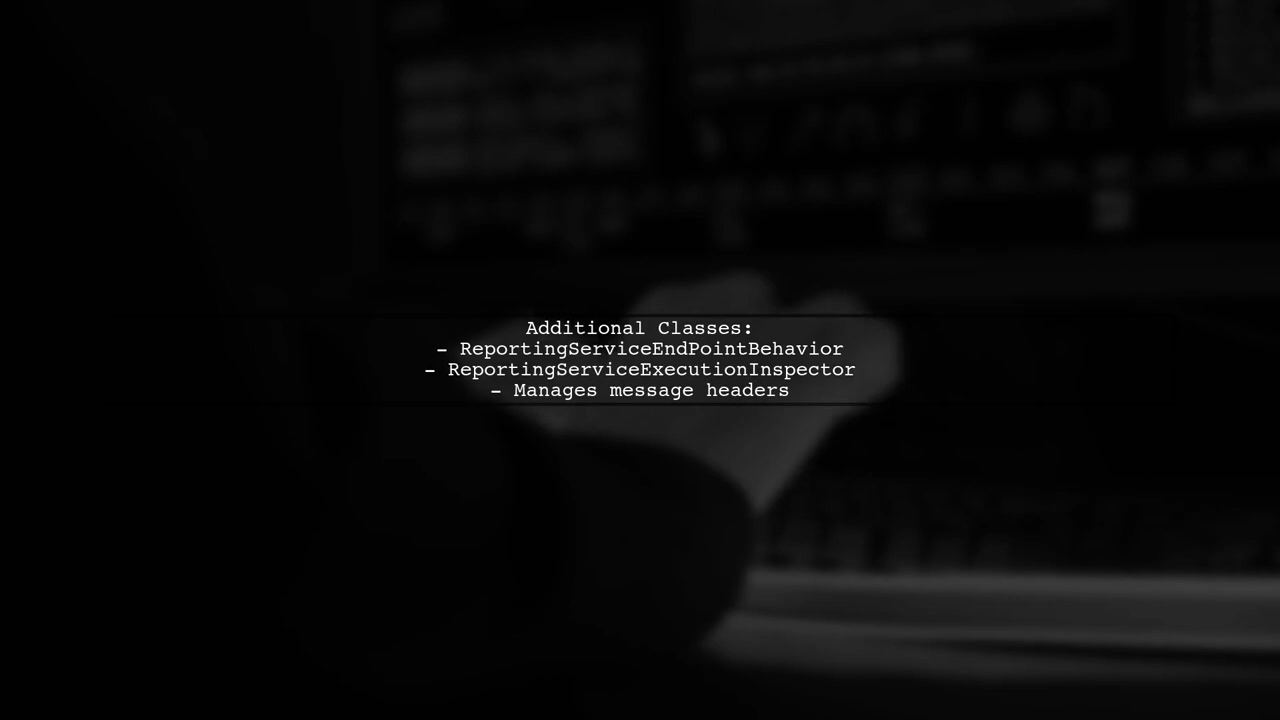 Additional Classes:
- ReportingServiceEndPointBehavior
- ReportingServiceExecutionInspector
- Manages message headers